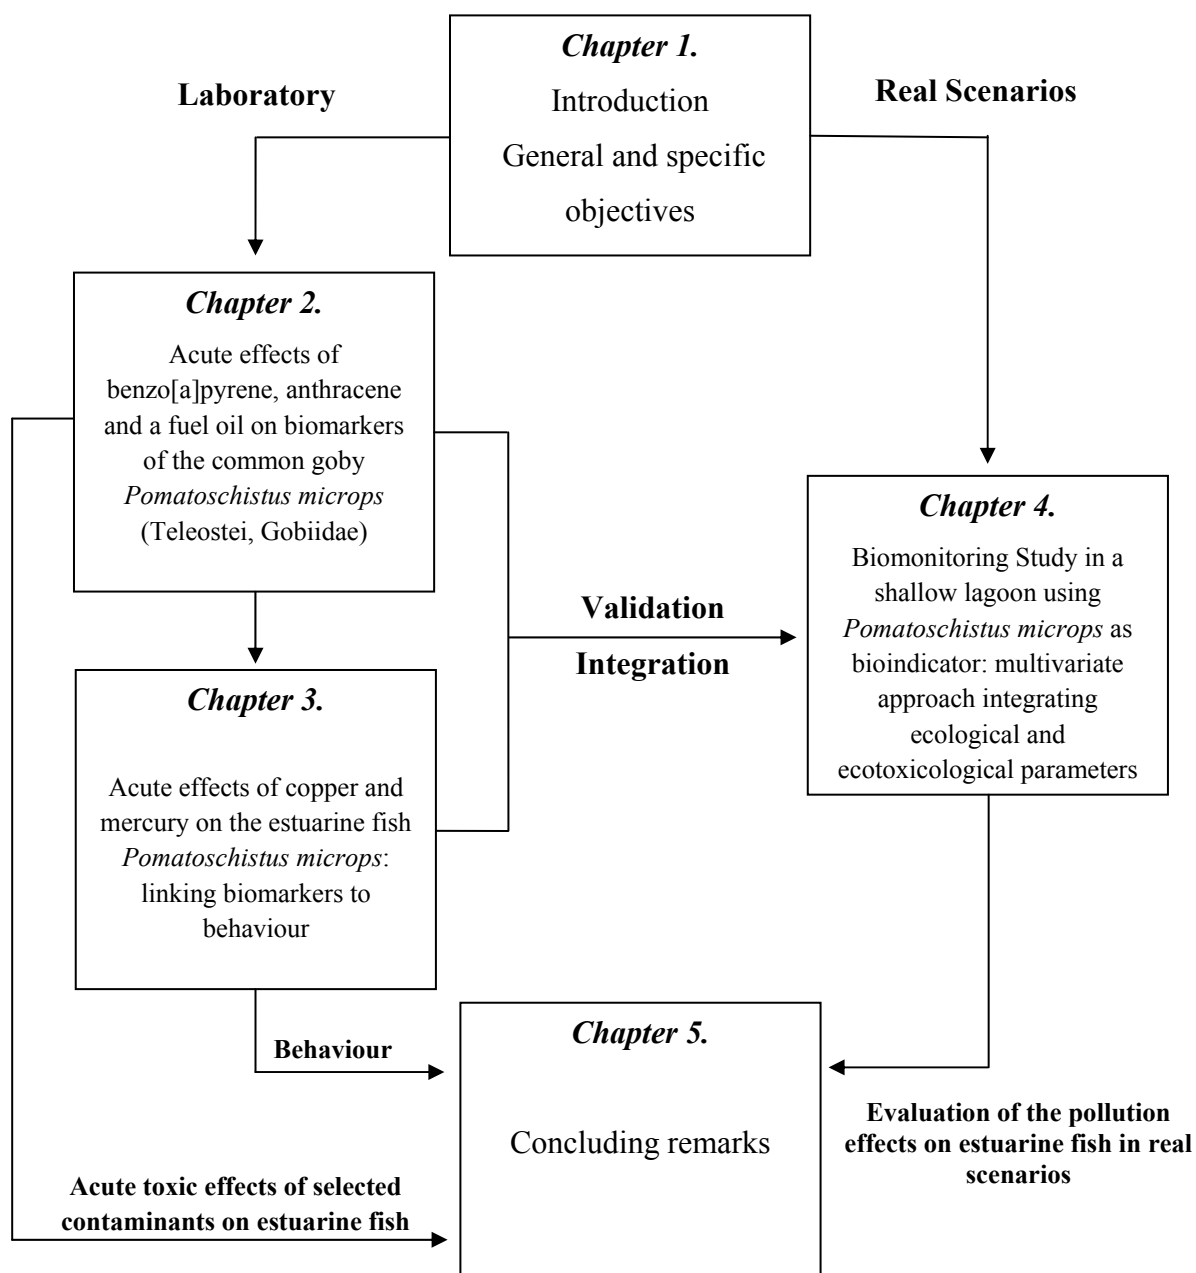 Chapter 1.
Introduction
General and specific
objectives
Laboratory
Real Scenarios
Chapter 2.
Acute effects of
benzo[a]pyrene, anthracene
and a fuel oil on biomarkers
of the common goby
Pomatoschistus microps
(Teleostei, Gobiidae)
Chapter 3.
Acute effects of copper and
mercury on the estuarine fish
Pomatoschistus microps:
linking biomarkers to
behaviour
Validation
Integration
Chapter 4.
Biomonitoring Study in a
shallow lagoon using
Pomatoschistus microps as
bioindicator: multivariate
approach integrating
ecological and
ecotoxicological parameters
Behaviour
Chapter 5.
Concluding remarks
Evaluation of the pollution
effects on estuarine fish in real
scenarios
Acute toxic effects of selected
contaminants on estuarine fish